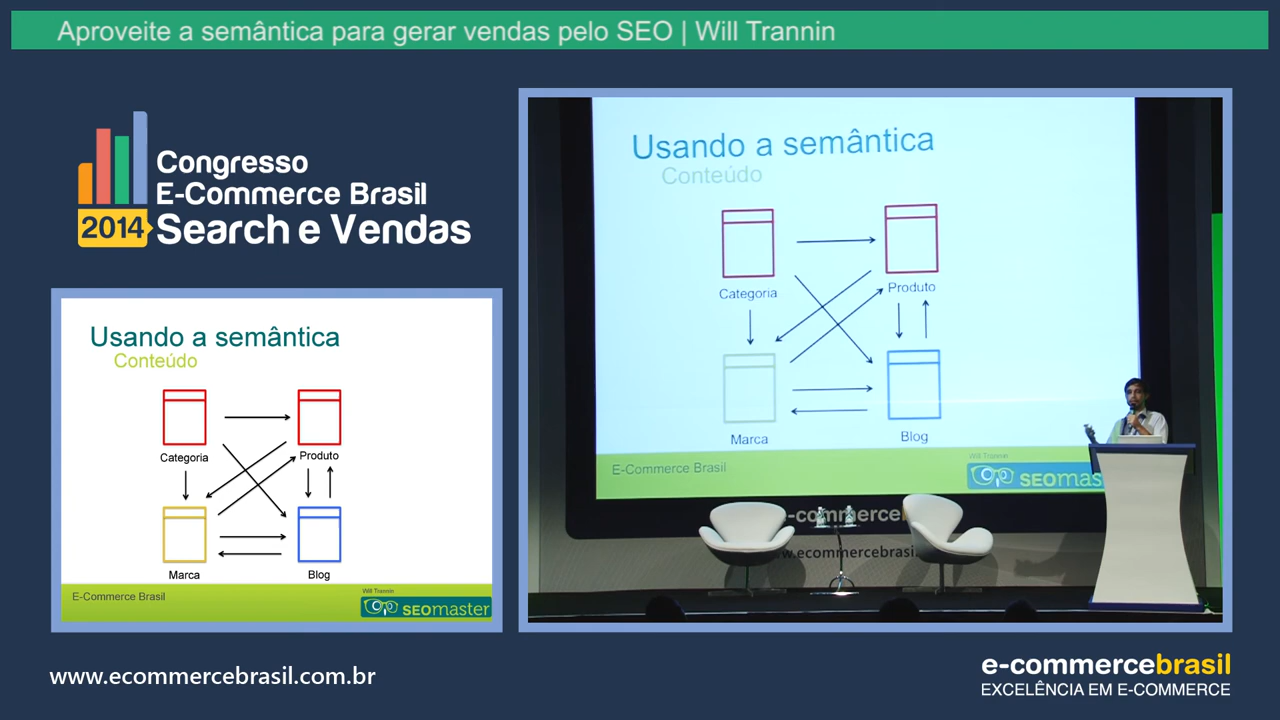 Aproveite a semântica para gerar vendas pelo SEO | Will Trannin
Congresso
E-Commerce Brasil
2014 Search e Vendas
Usando a semântica
Conteúdo
Categoria
Produto
Marca
Blog
E-Commerce Brasil
Will Trannin
SEOmaster
Usando a semântica
Conteúdo
Categoria
Produto
Marca
Blog
E-Commerce Brasil
Will Trannin
SEOmas
e-commerce
w.ecommercebrasil
www.ecommercebrasil.com.br
e-commercebrasil
EXCELÊNCIA EM E-COMMERCE